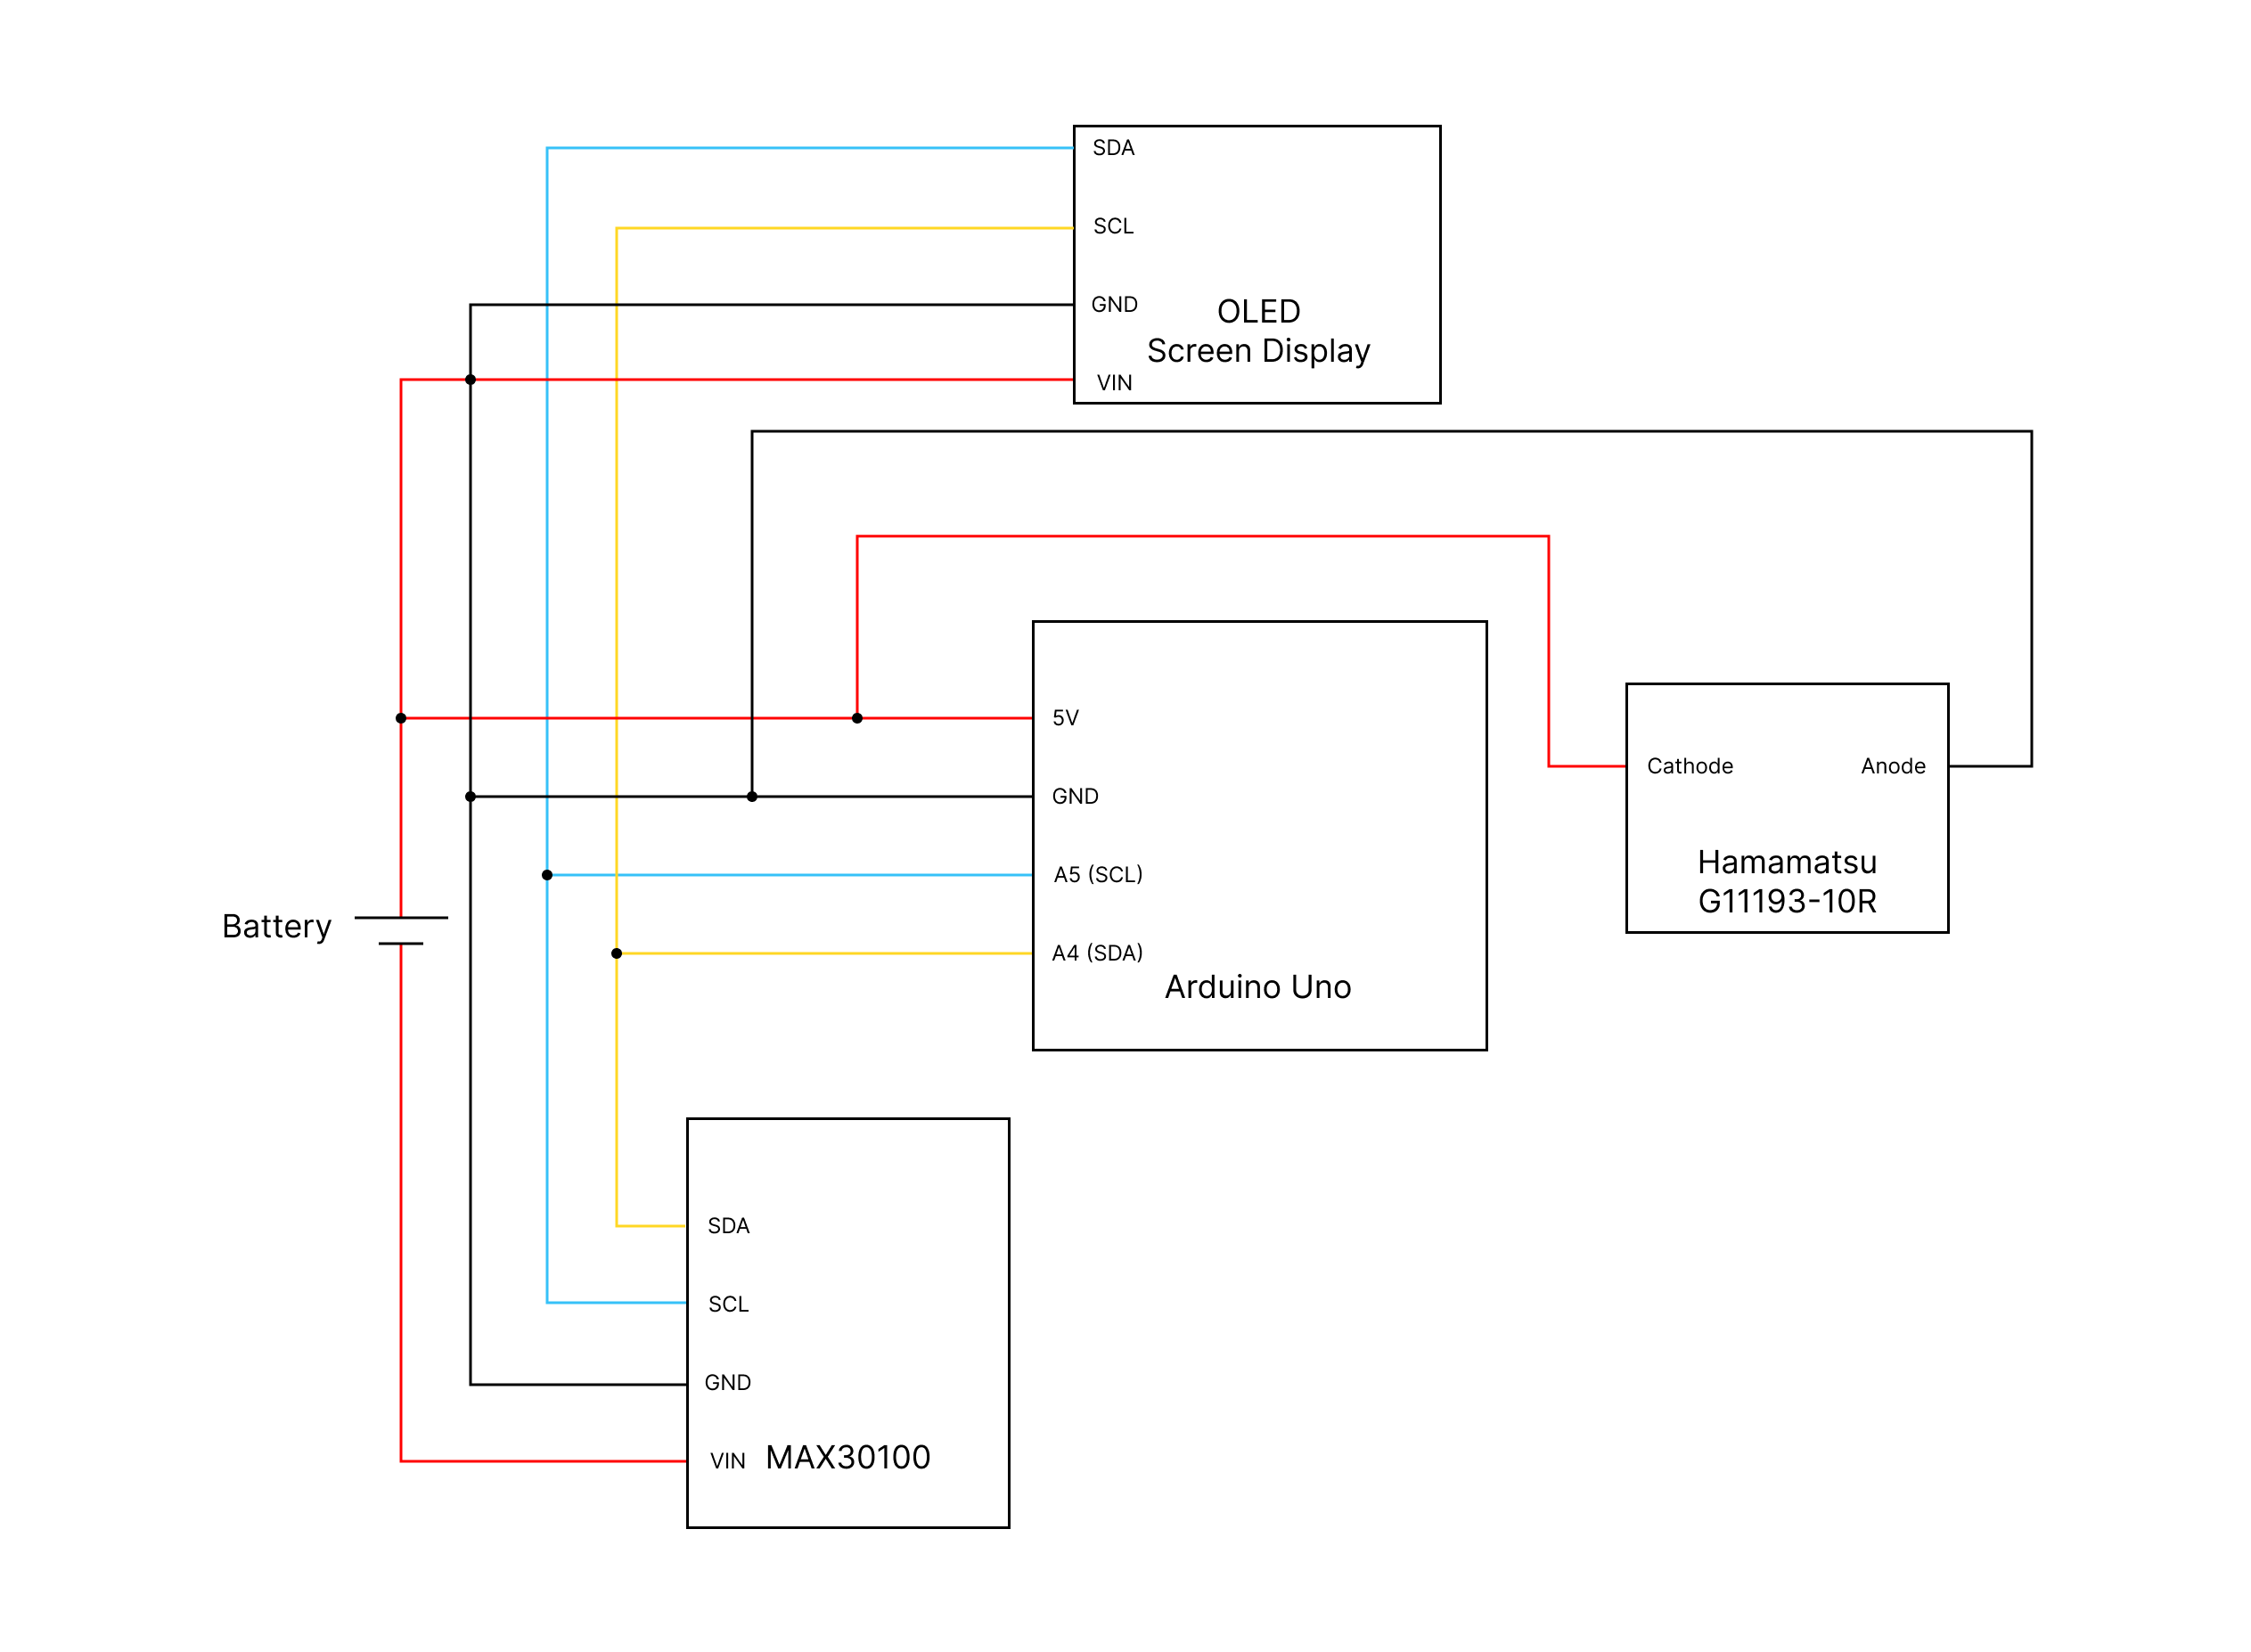 SDA
SCL
GND
VIN
OLED
Screen Display
5V
GND
A5 (SCL)
A4 (SDA)
Arduino Uno
Cathode
Anode
Hamamatsu
G11193-10R
Battery
SDA
SCL
GND
VIN
MAX30100